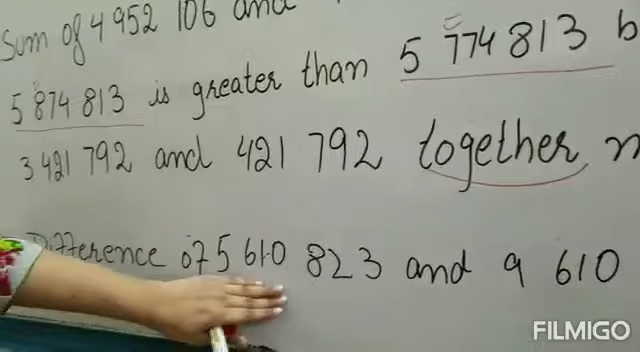 Sum of 4 952 106 and
5 874 813 is greater than 5 774 813 b
3 421 792 and 421 792 together
Difference of 5 610 823 and 9 610
FILMIGO